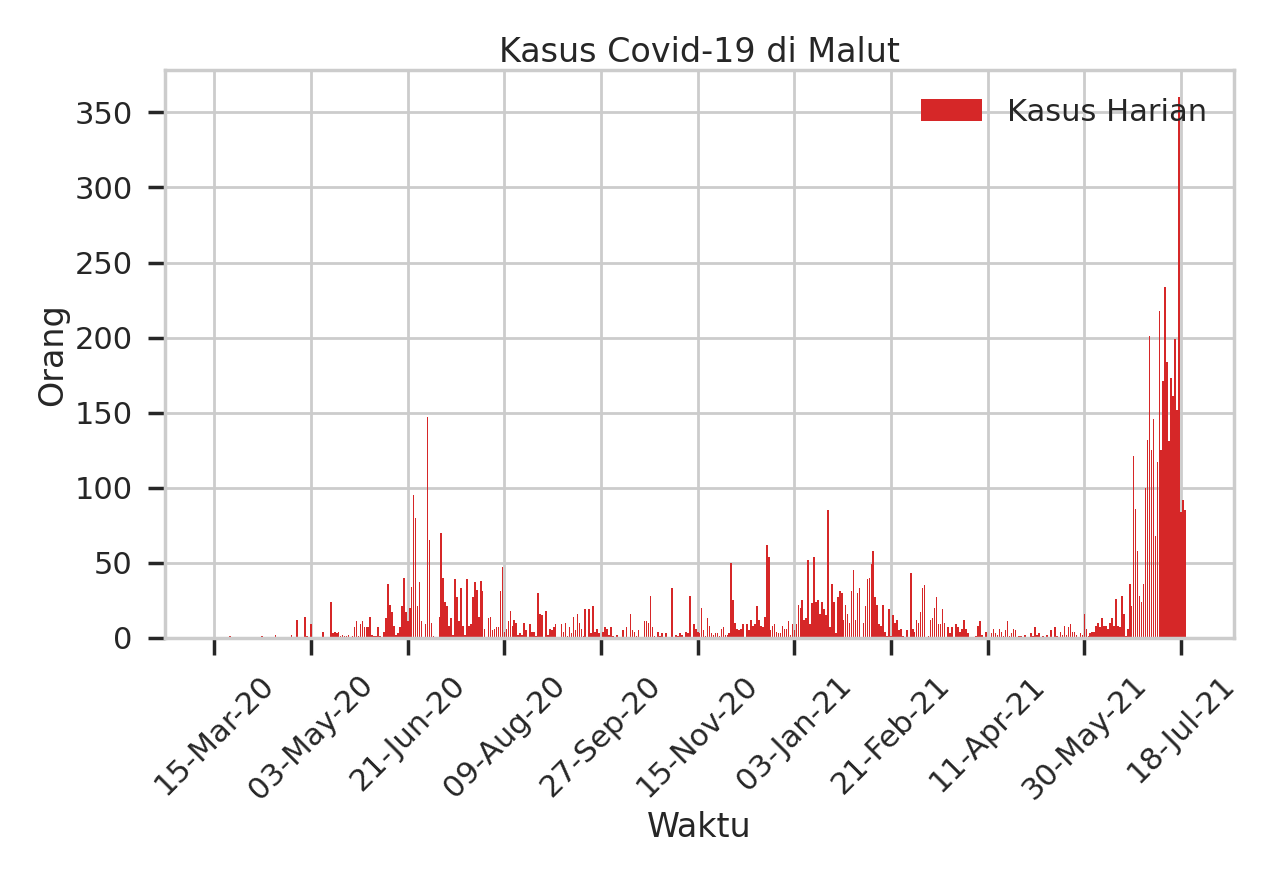 Kasus Covid-19 di Malut
Kasus Harian
350
300
250
200
150
100
50
0
Orang
15-Mar-20
03-May-20
21-Jun-20
09-Aug-20
27-Sep-20
15-Nov-20
03-Jan-21
21-Feb-21
11-Apr-21
30-May-21
18-Jul-21
Waktu